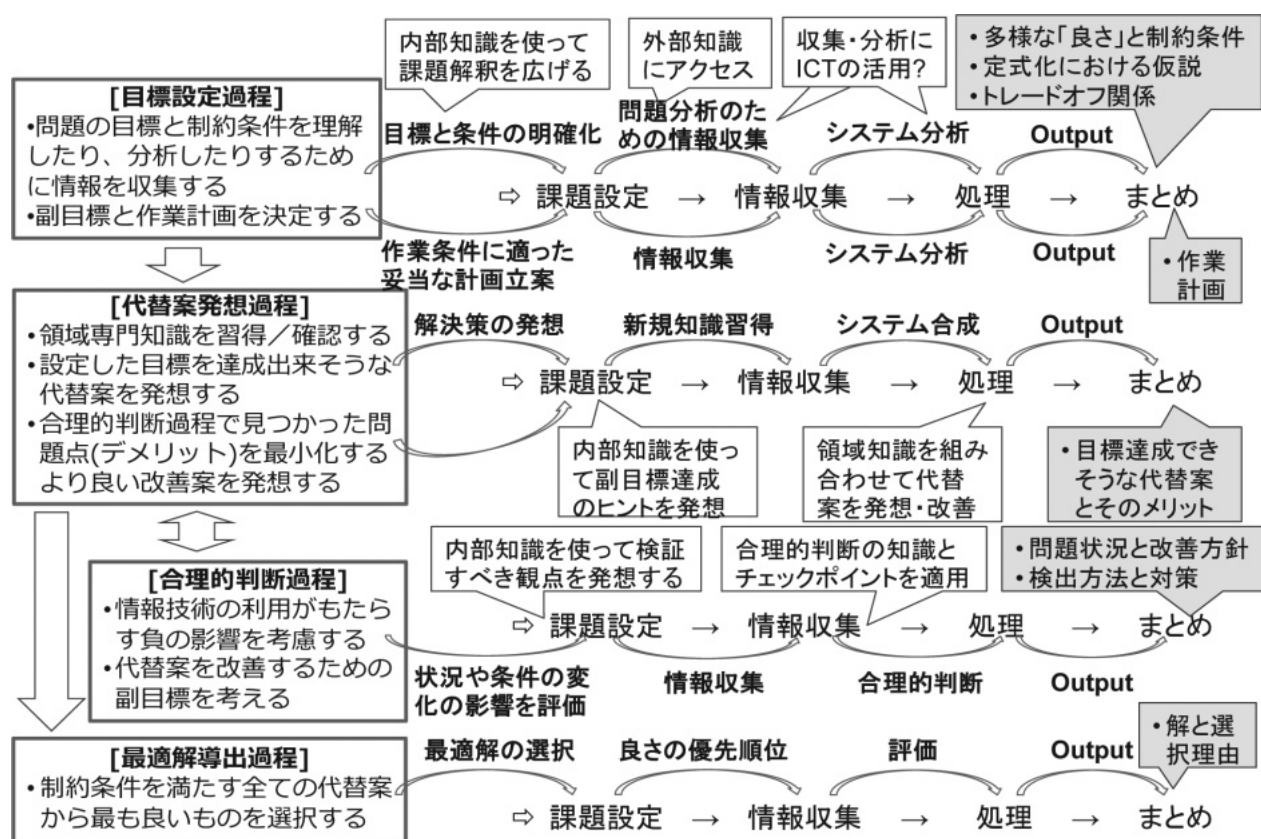 内部知識を使って
課題解釈を広げる
外部知識
にアクセス
収集・分析に
ICTの活用?
•多様な「良さ」と制約条件
•定式化における仮説
•トレードオフ関係
[目標設定過程]
•問題の目標と制約条件を理解
したり、分析したりするため
に情報を収集する
•副目標と作業計画を決定する
目標と条件の明確化
問題分析のた
めの情報収集
システム分析
Output
⇨ 課題設定 → 情報収集 → 処理 → まとめ
作業条件に適った
妥当な計画立案
情報収集
システム分析
Output
•作業
計画
[代替案発想過程]
•領域専門知識を習得／確認する
•設定した目標を達成出来そうな
代替案を発想する
•合理的判断過程で見つかった問
題点(デメリット)を最小化する
より良い改善案を発想する
解決策の発想
新規知識習得
システム合成
Output
⇨ 課題設定 → 情報収集 → 処理 → まとめ
内部知識を使っ
て副目標達成
のヒントを発想
領域知識を組み
合わせて代替
案を発想・改善
•目標達成でき
そうな代替案
とそのメリット
[合理的判断過程]
•情報技術の利用がもたら
す負の影響を考慮する
•代替案を改善するための
副目標を考える
内部知識を使って検証
すべき観点を発想する
合理的判断の知識と
チェックポイントを適用
•問題状況と改善方針
•検出方法と対策
⇨ 課題設定 → 情報収集 → 処理 → まとめ
状況や条件の変
化の影響を評価
情報収集
合理的判断
Output
[最適解導出過程]
•制約条件を満たす全ての代替案
から最も良いものを選択する
最適解の選択
良さの優先順位
評価
Output
•解と選
択理由
⇨ 課題設定 → 情報収集 → 処理 → まとめ